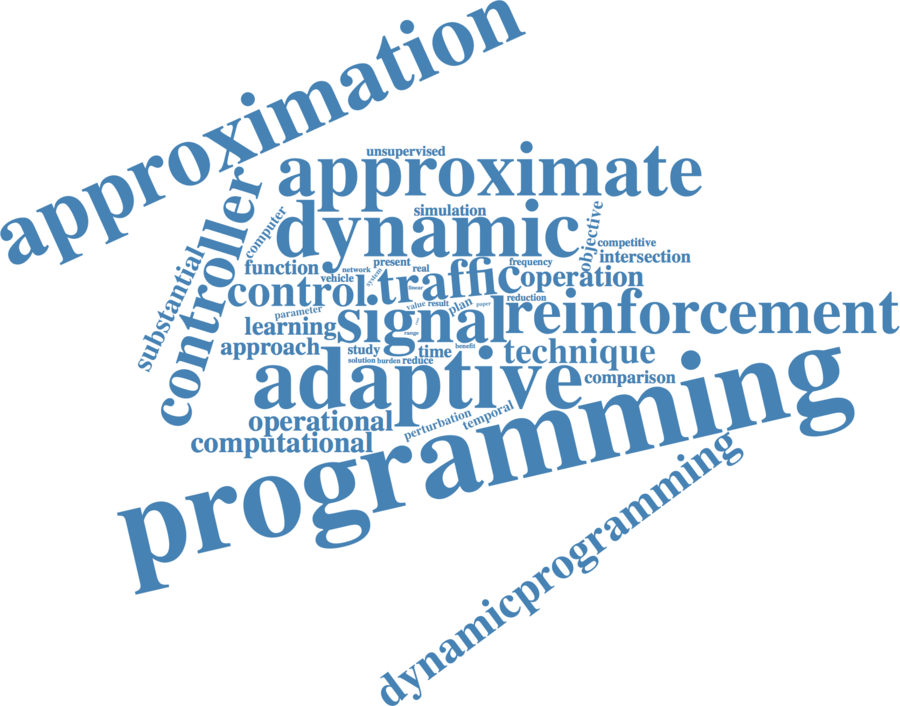 approximation
unsupervised
approximate
controller
computer
simulation
dynamic
objective
competitive
substantial
function
network
present
real
frequency
intersection
vehicle
system
traffic
operation
control
linear
reduction
parameter
value
result
plan
paper
signal
reinforcement
learning
range
approach
study
time
benefit
technique
solution
burden
reduce
adaptive
comparison
operational
perturbation
temporal
computational
programming
dynamicprogramming